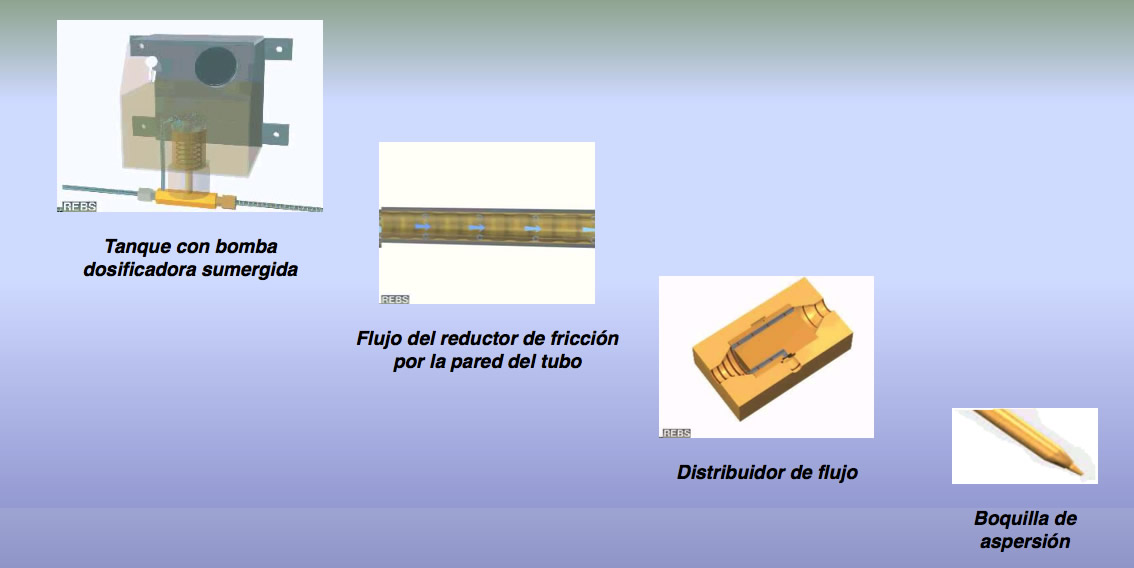 REBS
Tanque con bomba
dosificadora sumergida
REBS
Flujo del reductor de fricción
por la pared del tubo
REBS
Distribuidor de flujo
Boquilla de
aspersión